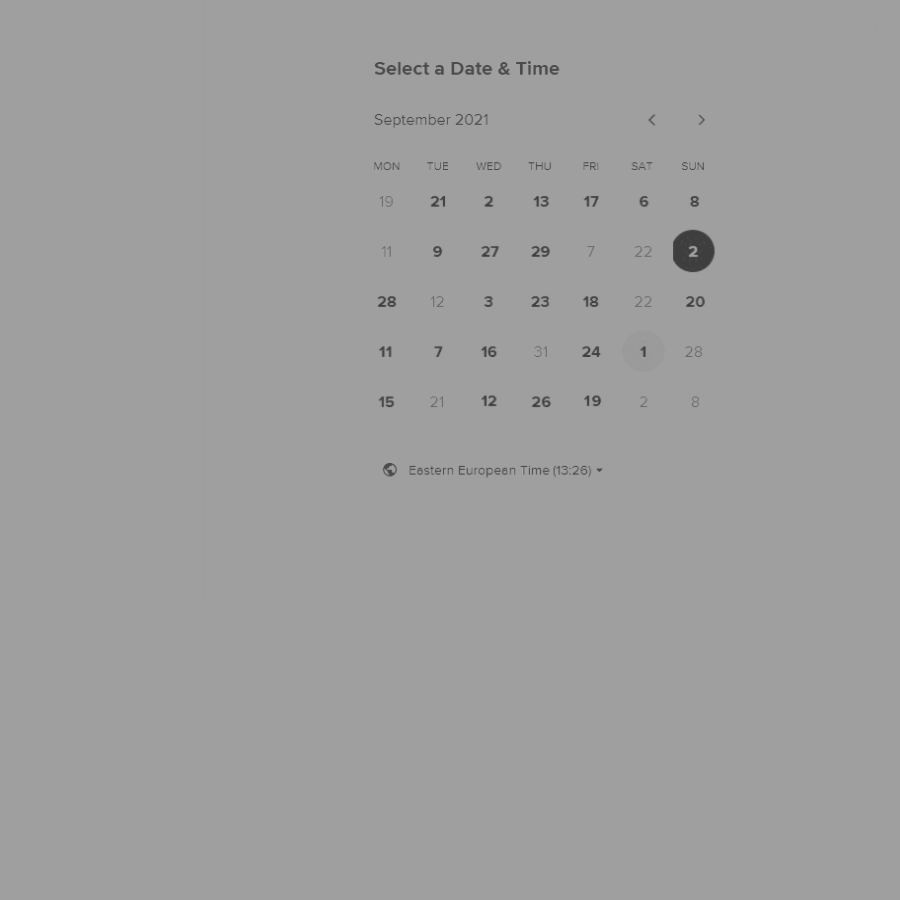 Select a Date & Time
September 2021
MON TUE WED THU FRI SAT SUN
19 21 2 13 17 6 8
11 9 27 29 7 22 2
28 12 3 23 18 22 20
11 7 16 31 24 1 28
15 21 12 26 19 2 8
Eastern European Time (13:26)